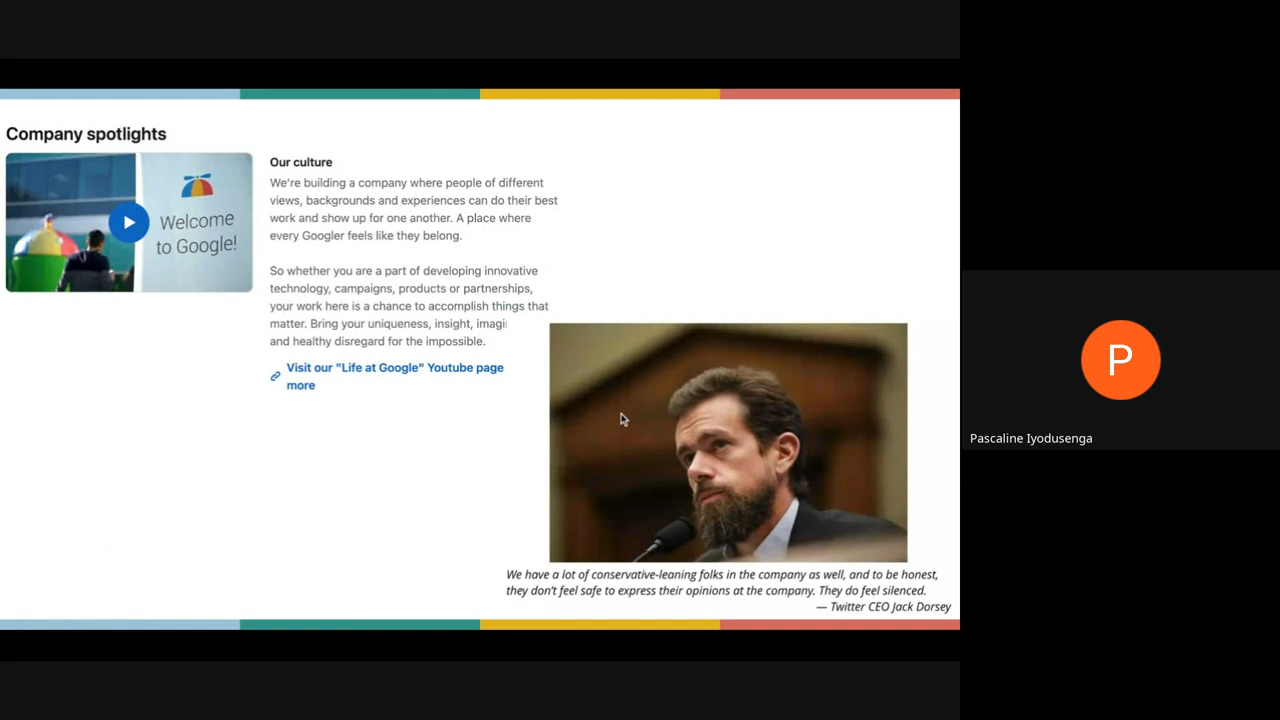 Company spotlights
Welcome
to Google!
Our culture
We're building a company where people of different
views, backgrounds and experiences can do their best
work and show up for one another. A place where
every Googler feels like they belong.
So whether you are a part of developing innovative
technology, campaigns, products or partnerships,
your work here is a chance to accomplish things that
matter. Bring your uniqueness, insight, imagi
and healthy disregard for the impossible.
Visit our "Life at Google" Youtube page
more
We have a lot of conservative-leaning folks in the company as well, and to be honest,
they don't feel safe to express their opinions at the company. They do feel silenced.
— Twitter CEO Jack Dorsey
P
Pascaline Iyodusenga